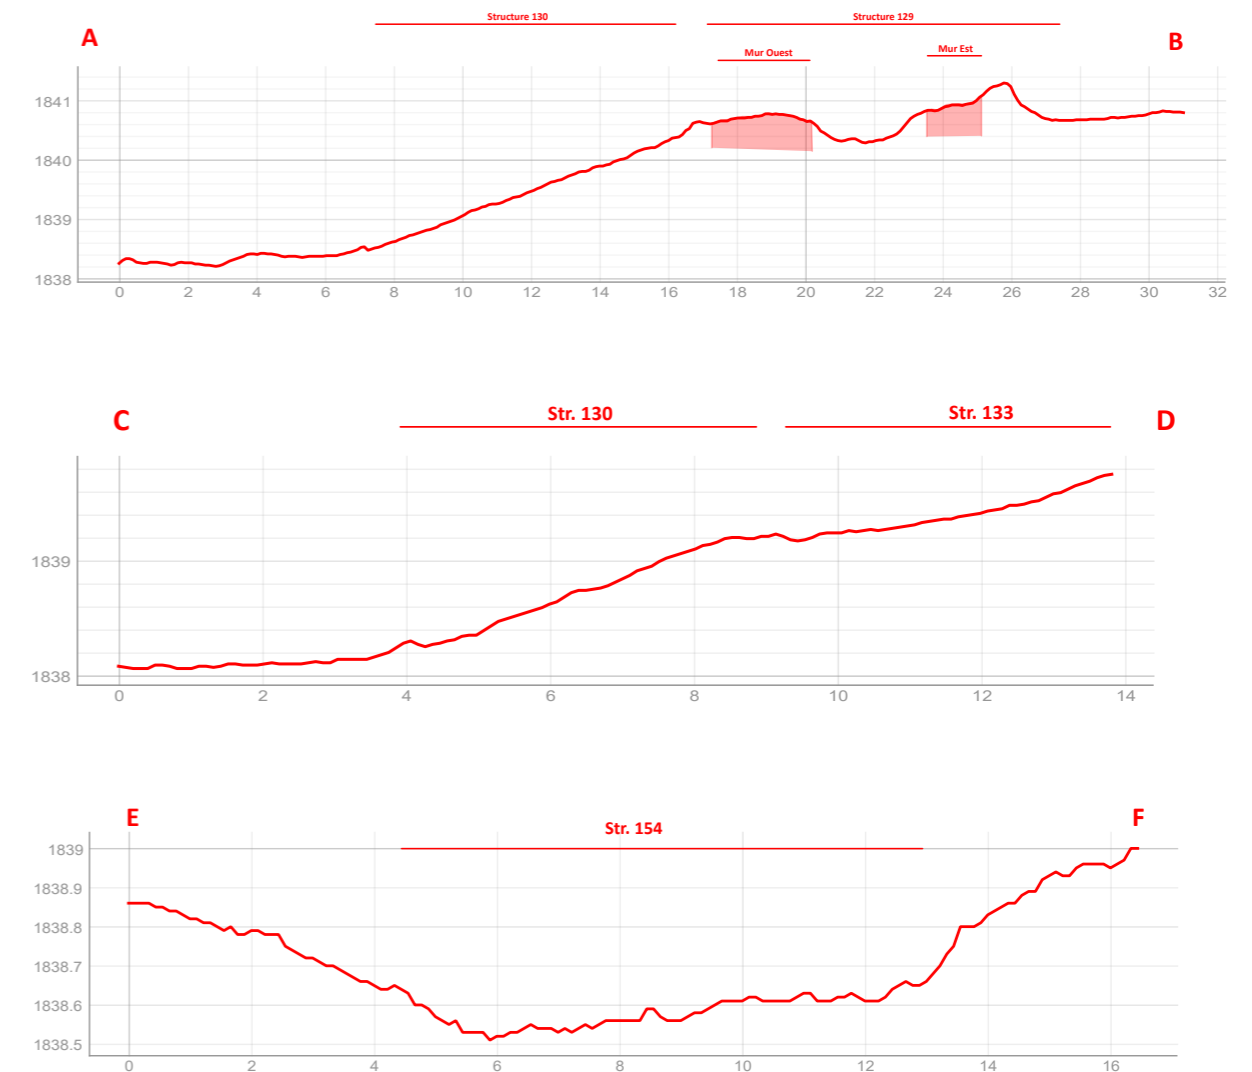 Structure 130 Structure 129
A B
Mur Ouest Mur Est
1841
1840
1839
1838
0 2 4 6 8 10 12 14 16 18 20 22 24 26 28 30 32
C Str. 130 Str. 133 D
1839
1838
0 2 4 6 8 10 12 14
E F
Str. 154
1839
1838.9
1838.8
1838.7
1838.6
1838.5
0 2 4 6 8 10 12 14 16